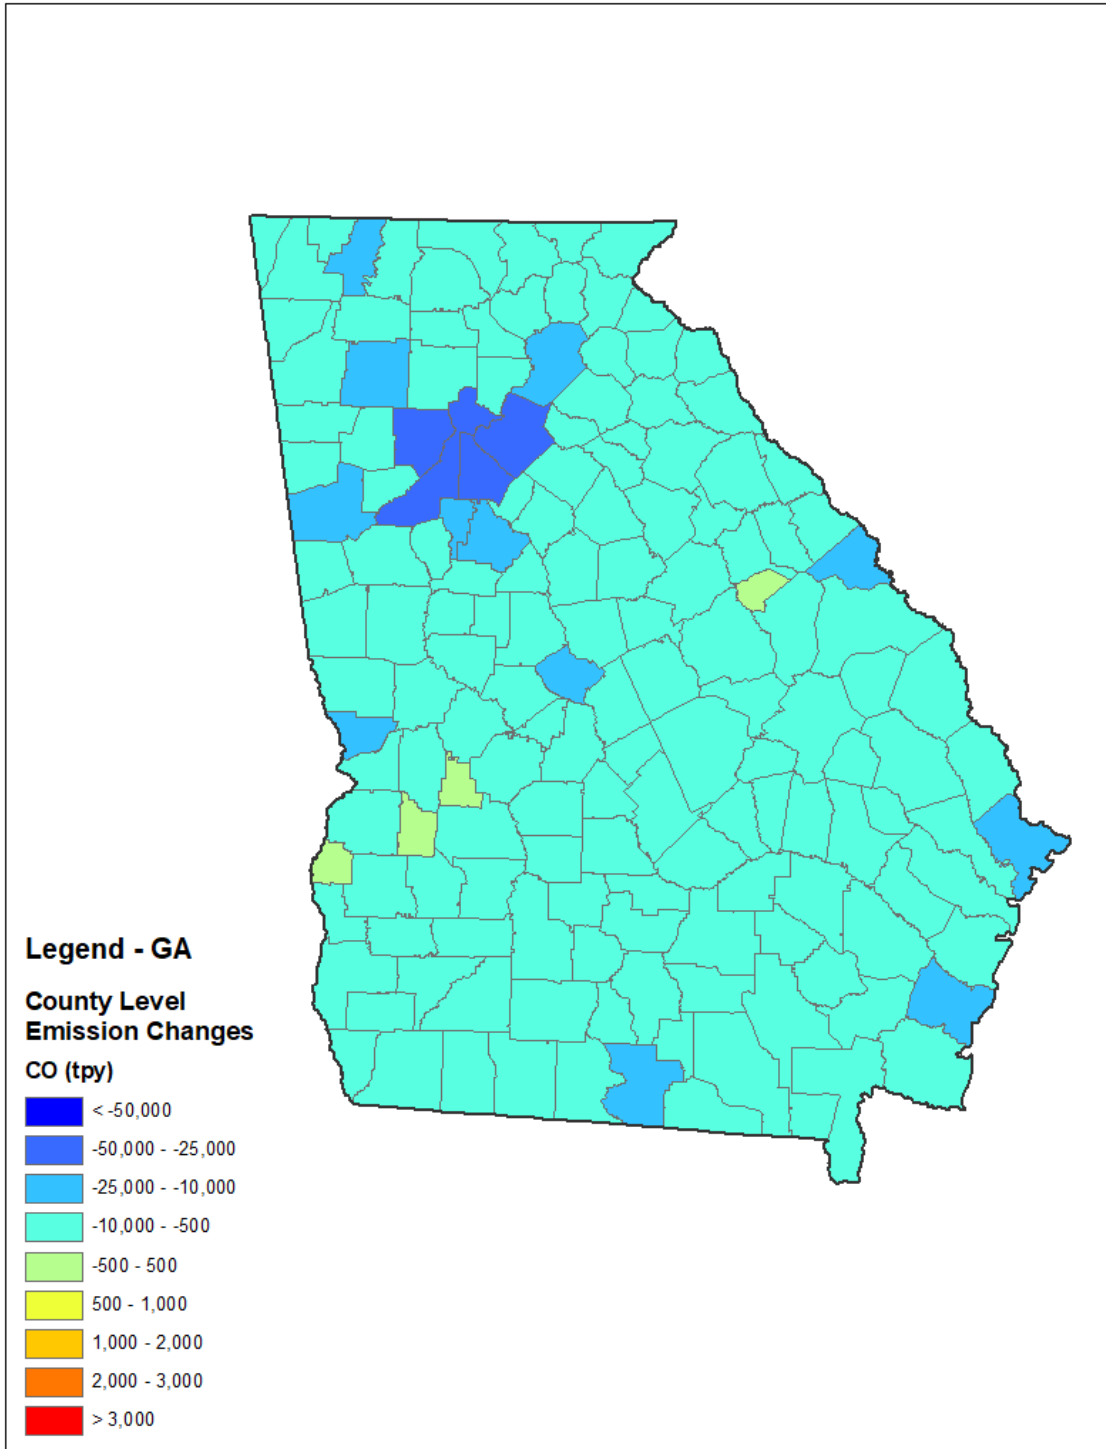 Legend - GA
County Level
Emission Changes
CO (tpy)
< -50,000
-50,000 - -25,000
-25,000 - -10,000
-10,000 - -500
-500 - 500
500 - 1,000
1,000 - 2,000
2,000 - 3,000
> 3,000